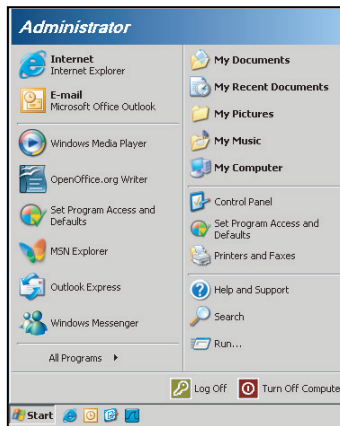 Administrator
Internet
Internet Explorer
E-mail
Microsoft Office Outlook
Windows Media Player
OpenOffice.org Writer
Set Program Access and
Defaults
MSN Explorer
Outlook Express
Windows Messenger
All Programs
My Documents
My Recent Documents
My Pictures
My Music
My Computer
Control Panel
Set Program Access and
Defaults
Printers and Faxes
Help and Support
Search
Run...
Log Off
Turn Off Compute
Start